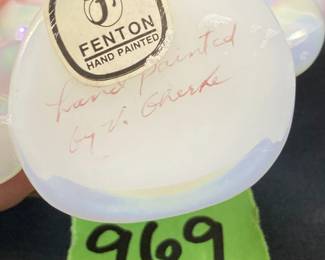 F
FENTON
HAND PAINTED
hand painted
by V. Gherke
969